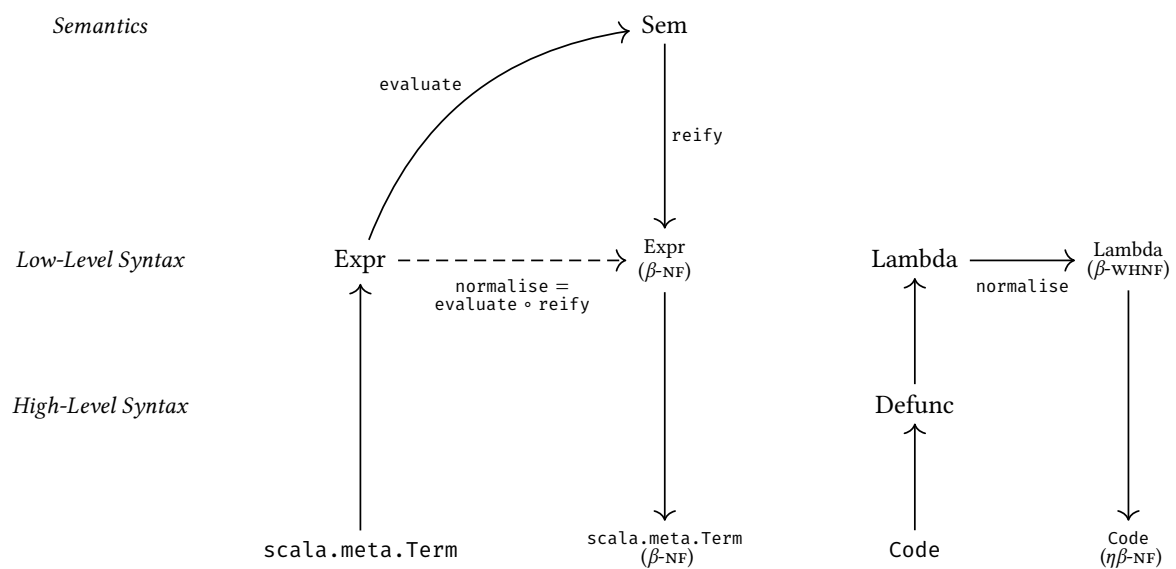 Semantics
Sem
evaluate
reify
Low-Level Syntax
Expr
Expr
(β-NF)
normalise =
evaluate ∘ reify
Lambda
normalise
Lambda
(β-WHNF)
High-Level Syntax
Defunc
scala.meta.Term
scala.meta.Term
(β-NF)
Code
Code
(ηβ-NF)